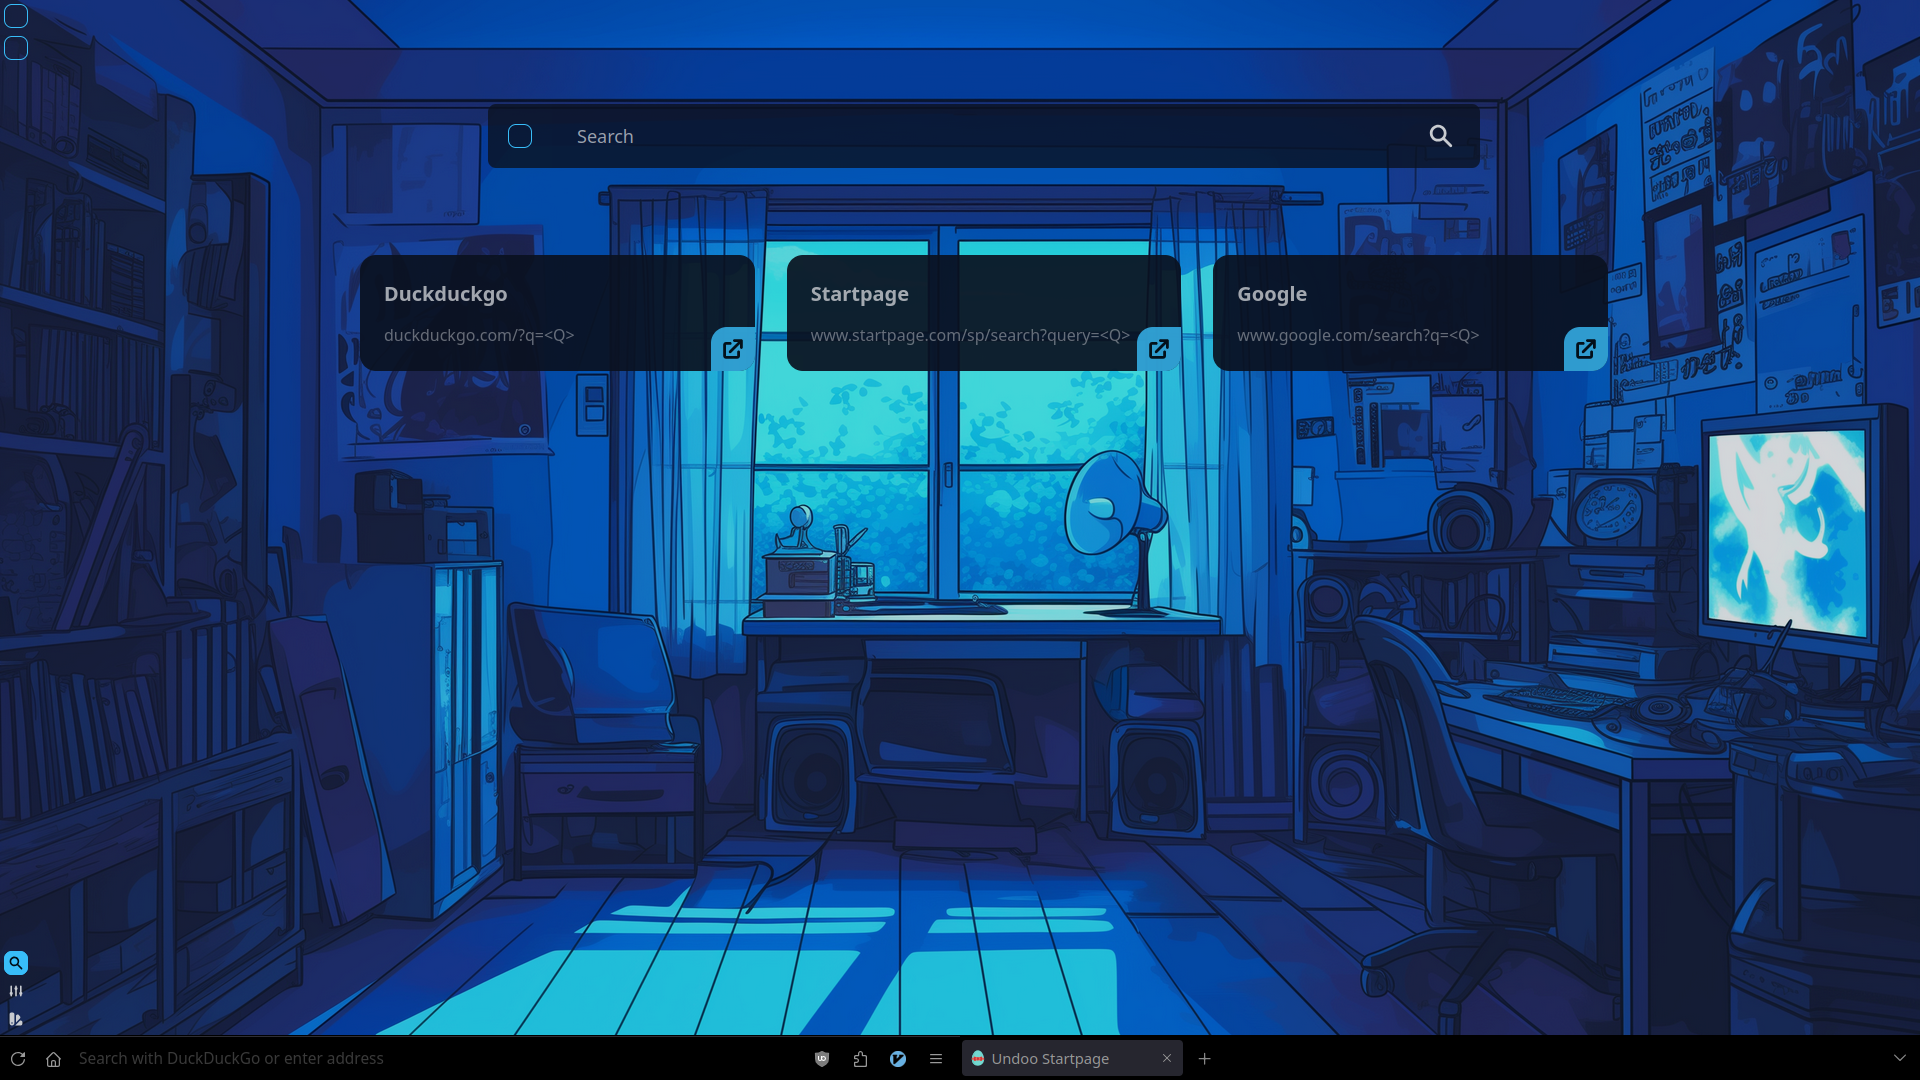 Search
Duckduckgo
duckduckgo.com/?q=<Q>
Startpage
www.startpage.com/sp/search?query=<Q>
Google
www.google.com/search?q=<Q>
Search with DuckDuckGo or enter address
Undoo Startpage